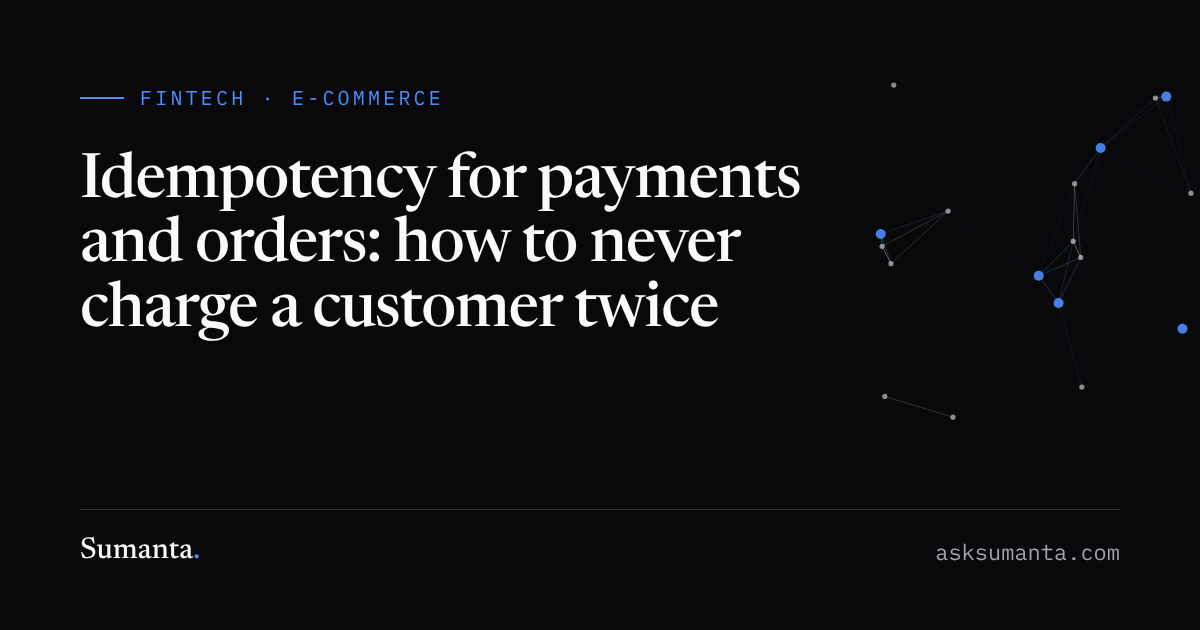 FINTECH · E-COMMERCE
Idempotency for payments
and orders: how to never
charge a customer twice
Sumanta.
asksumanta.com